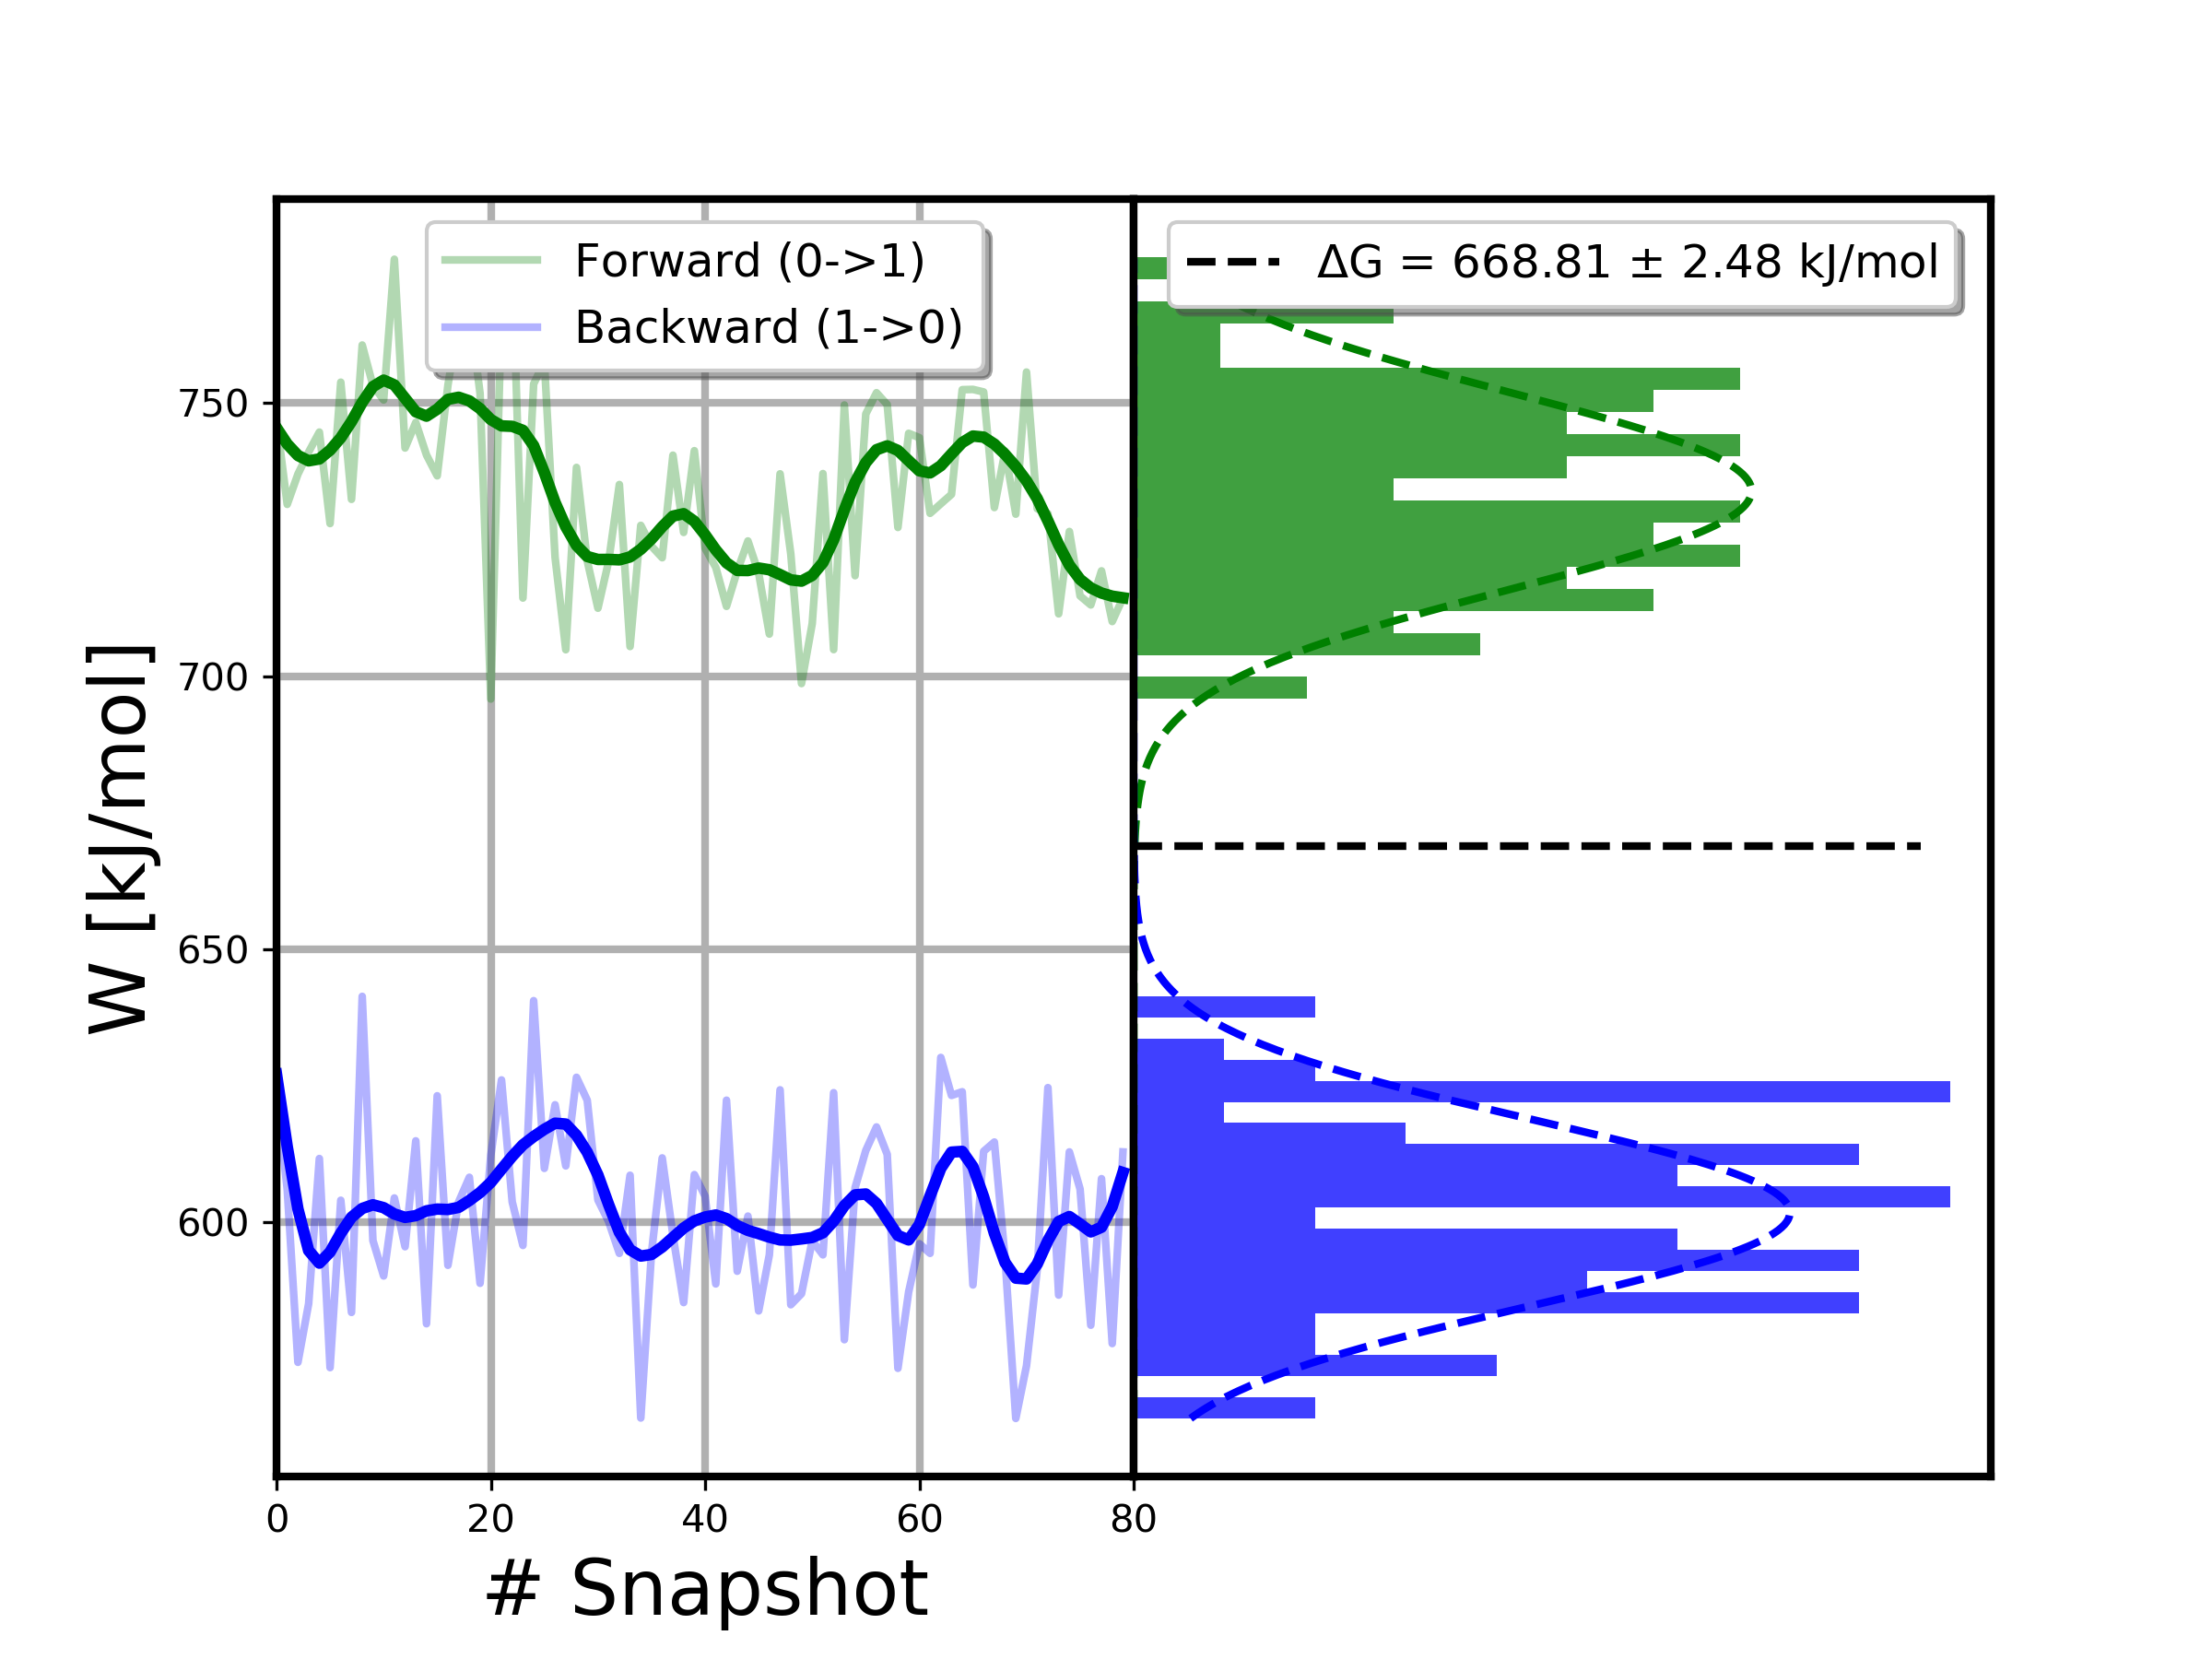 Forward (0->1)
Backward (1->0)
ΔG = 668.81 ± 2.48 kJ/mol
750
700
650
600
W [kJ/mol]
0
20
40
60
80
# Snapshot